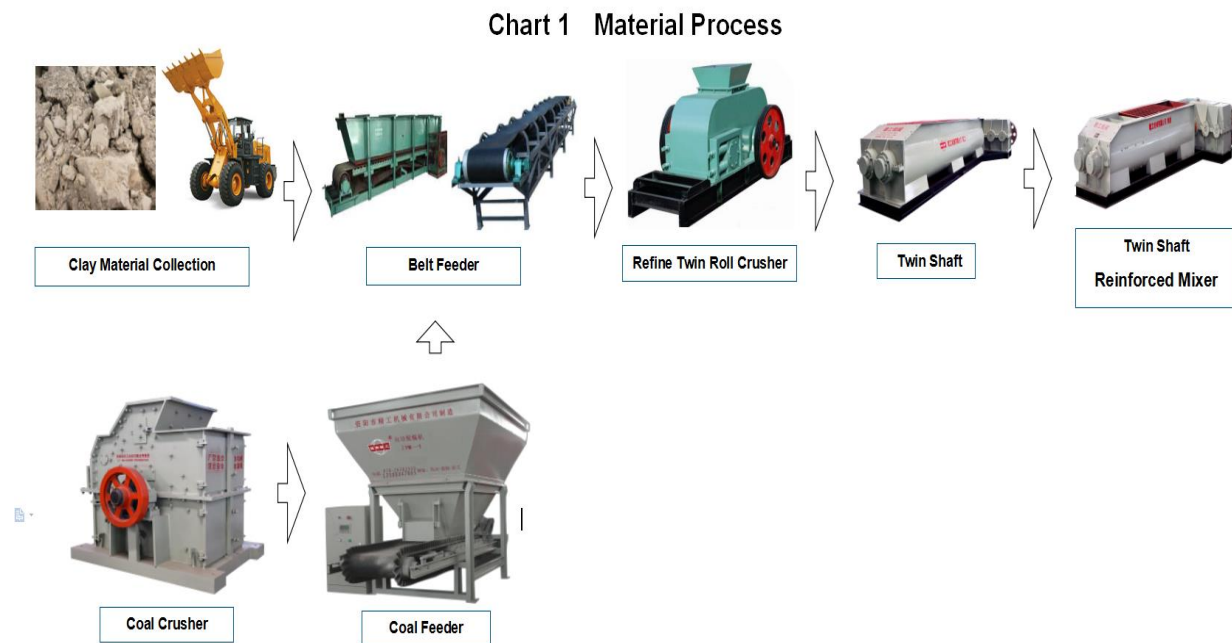 Chart 1 Material Process
Clay Material Collection
Belt Feeder
Refine Twin Roll Crusher
Twin Shaft
Twin Shaft
Reinforced Mixer
Coal Crusher
Coal Feeder